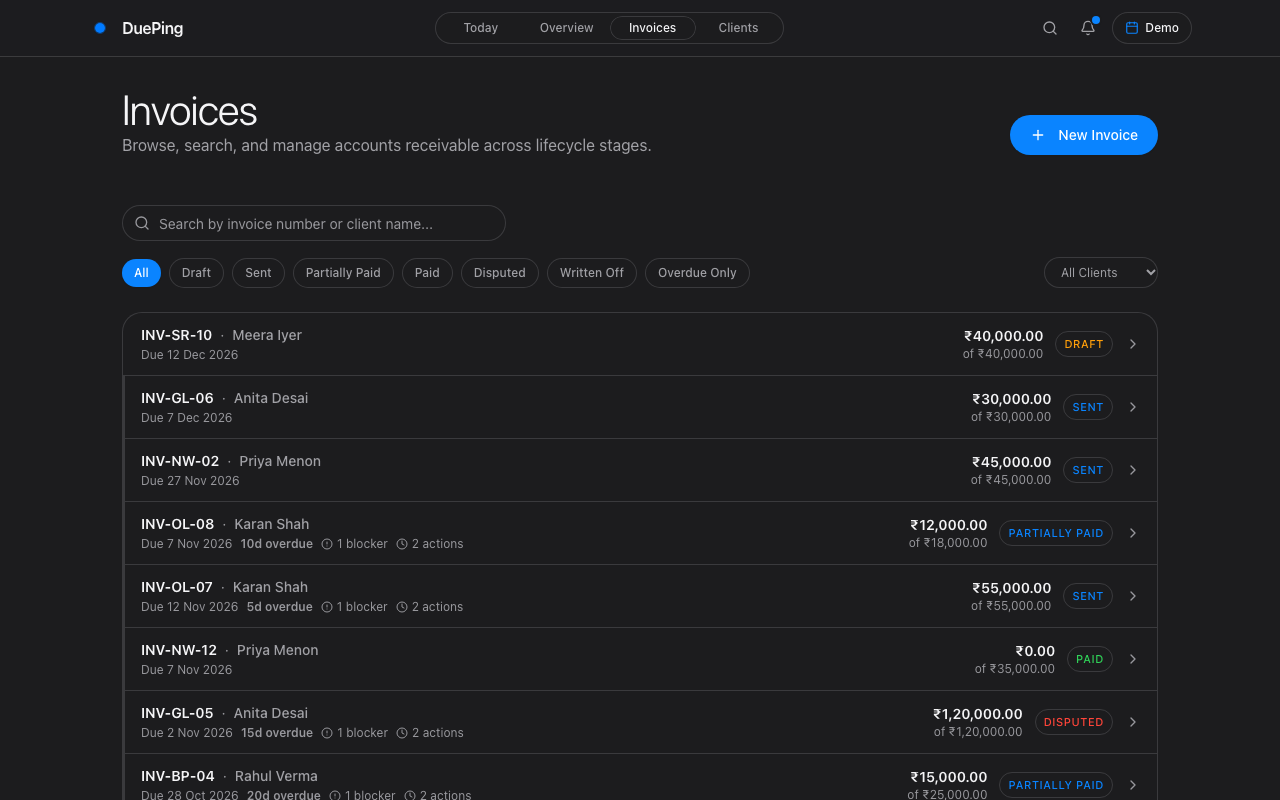 DuePing
Today Overview Invoices Clients
Demo
Invoices
Browse, search, and manage accounts receivable across lifecycle stages.
New Invoice
Search by invoice number or client name...
All Draft Sent Partially Paid Paid Disputed Written Off Overdue Only All Clients
INV-SR-10 · Meera Iyer
Due 12 Dec 2026
₹40,000.00
of ₹40,000.00
DRAFT
INV-GL-06 · Anita Desai
Due 7 Dec 2026
₹30,000.00
of ₹30,000.00
SENT
INV-NW-02 · Priya Menon
Due 27 Nov 2026
₹45,000.00
of ₹45,000.00
SENT
INV-OL-08 · Karan Shah
Due 7 Nov 2026 10d overdue 1 blocker 2 actions
₹12,000.00
of ₹18,000.00
PARTIALLY PAID
INV-OL-07 · Karan Shah
Due 12 Nov 2026 5d overdue 1 blocker 2 actions
₹55,000.00
of ₹55,000.00
SENT
INV-NW-12 · Priya Menon
Due 7 Nov 2026
₹0.00
of ₹35,000.00
PAID
INV-GL-05 · Anita Desai
Due 2 Nov 2026 15d overdue 1 blocker 2 actions
₹1,20,000.00
of ₹1,20,000.00
DISPUTED
INV-BP-04 · Rahul Verma
Due 28 Oct 2026 20d overdue 1 blocker 2 actions
₹15,000.00
of ₹25,000.00
PARTIALLY PAID